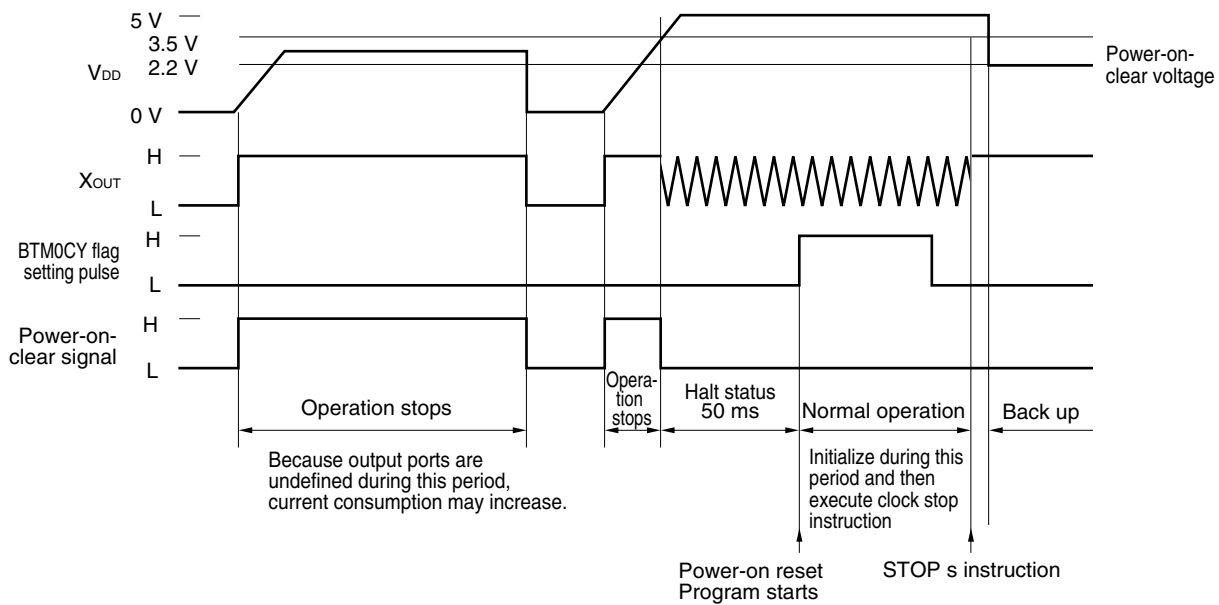 5 V
3.5 V
VDD 2.2 V
0 V
Power-on-
clear voltage
H
XOUT
L
H
BTM0CY flag
setting pulse
L
H
Power-on-
clear signal
L
Operation stops
Opera-
tion
stops
Halt status
50 ms
Normal operation
Back up
Because output ports are
undefined during this period,
current consumption may increase.
Initialize during this
period and then
execute clock stop
instruction
Power-on reset
Program starts
STOP s instruction